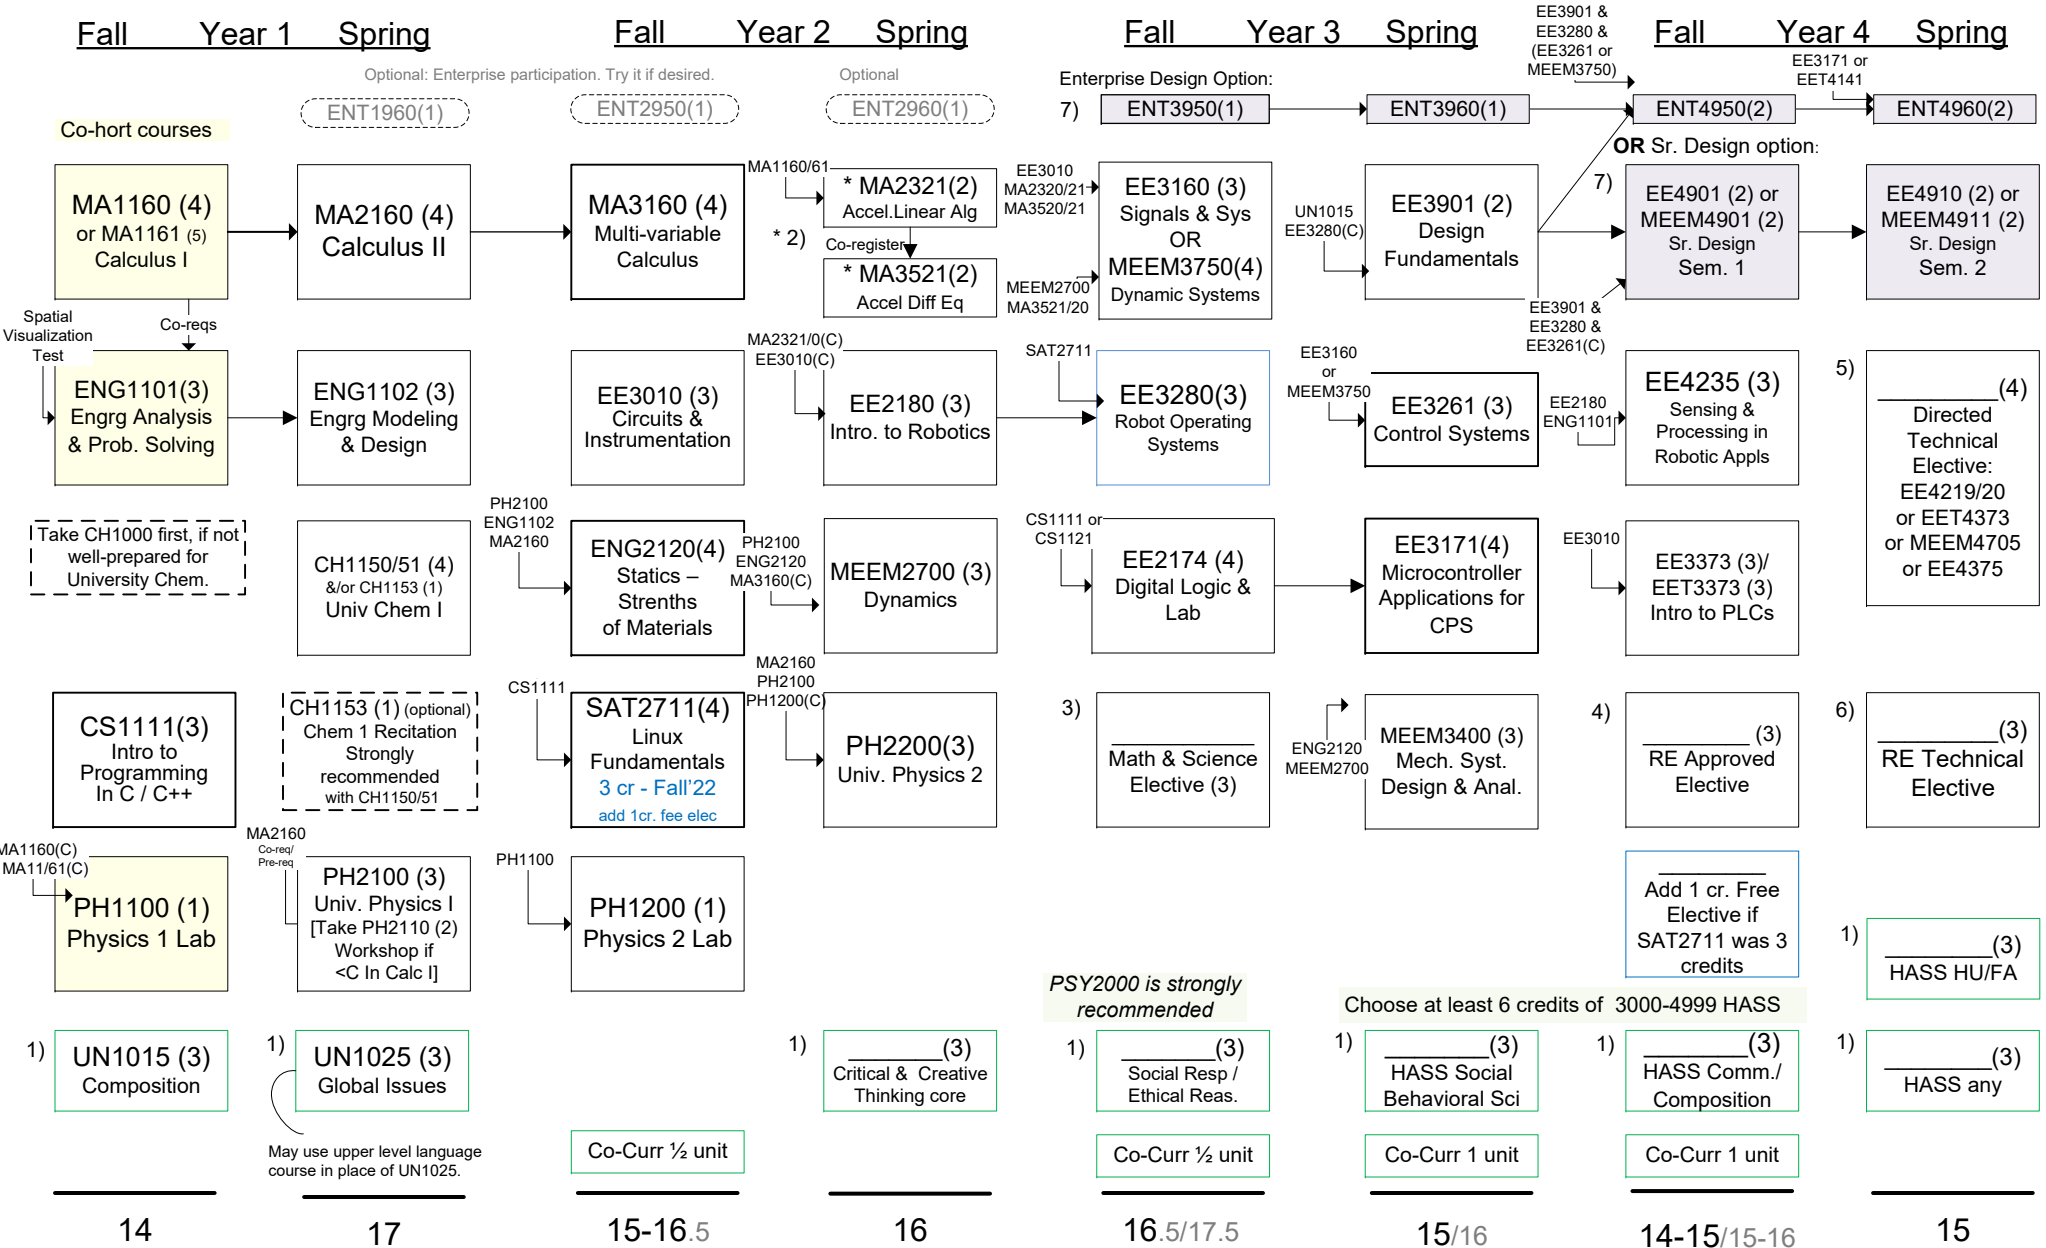 Fall Year 1 Spring
Fall Year 2 Spring
Fall Year 3 Spring
Fall Year 4 Spring
Optional: Enterprise participation. Try it if desired.
Optional
Enterprise Design Option:
EE3901 &
EE3280 &
(EE3261 or
MEEM3750)
EE3171 or
EET4141
ENT1960(1)
ENT2950(1)
ENT2960(1)
7)
ENT3950(1)
ENT3960(1)
ENT4950(2)
ENT4960(2)
Co-hort courses
OR Sr. Design option:
MA1160 (4)
or MA1161 (5)
Calculus I
MA2160 (4)
Calculus II
MA3160 (4)
Multi-variable
Calculus
MA1160/61
* MA2321(2)
Accel.Linear Alg
* 2)
Co-register
* MA3521(2)
Accel Diff Eq
EE3010
MA2320/21
MA3520/21
MEEM2700
MA3521/20
EE3160 (3)
Signals & Sys
OR
MEEM3750(4)
Dynamic Systems
UN1015
EE3280(C)
EE3901 (2)
Design
Fundamentals
7)
EE4901 (2) or
MEEM4901 (2)
Sr. Design
Sem. 1
EE4910 (2) or
MEEM4911 (2)
Sr. Design
Sem. 2
EE3901 &
EE3280 &
EE3261(C)
Spatial
Visualization
Test
Co-reqs
ENG1101(3)
Engrg Analysis
& Prob. Solving
ENG1102 (3)
Engrg Modeling
& Design
EE3010 (3)
Circuits &
Instrumentation
MA2321/0(C)
EE3010(C)
EE2180 (3)
Intro. to Robotics
SAT2711
EE3280(3)
Robot Operating
Systems
EE3160
or
MEEM3750
EE3261 (3)
Control Systems
EE2180
ENG1101
EE4235 (3)
Sensing &
Processing in
Robotic Appls
5)
_________(4)
Directed
Technical
Elective:
EE4219/20
or EET4373
or MEEM4705
or EE4375
Take CH1000 first, if not
well-prepared for
University Chem.
CH1150/51 (4)
&/or CH1153 (1)
Univ Chem I
PH2100
ENG1102
MA2160
ENG2120(4)
Statics –
Strenths
of Materials
PH2100
ENG2120
MA3160(C)
MEEM2700 (3)
Dynamics
CS1111 or
CS1121
EE2174 (4)
Digital Logic &
Lab
EE3171(4)
Microcontroller
Applications for
CPS
EE3010
EE3373 (3)/
EET3373 (3)
Intro to PLCs
CS1111(3)
Intro to
Programming
In C / C++
CH1153 (1) (optional)
Chem 1 Recitation
Strongly
recommended
with CH1150/51
CS1111
SAT2711(4)
Linux
Fundamentals
3 cr - Fall'22
add 1cr. fee elec
MA2160
PH2100
PH1200(C)
PH2200(3)
Univ. Physics 2
3)
____________
Math & Science
Elective (3)
ENG2120
MEEM2700
MEEM3400 (3)
Mech. Syst.
Design & Anal.
4)
_________ (3)
RE Approved
Elective
6)
_________(3)
RE Technical
Elective
MA1160(C)
MA11/61(C)
PH1100 (1)
Physics 1 Lab
MA2160
Co-req/
Pre-req
PH2100 (3)
Univ. Physics I
[Take PH2110 (2)
Workshop if
<C In Calc I]
PH1100
PH1200 (1)
Physics 2 Lab
_________
Add 1 cr. Free
Elective if
SAT2711 was 3
credits
1)
_________(3)
HASS HU/FA
PSY2000 is strongly
recommended
Choose at least 6 credits of 3000-4999 HASS
1)
UN1015 (3)
Composition
1)
UN1025 (3)
Global Issues
May use upper level language
course in place of UN1025.
1)
________(3)
Critical & Creative
Thinking core
1)
________(3)
Social Resp /
Ethical Reas.
1)
_________(3)
HASS Social
Behavioral Sci
1)
_________(3)
HASS Comm./
Composition
1)
_________(3)
HASS any
Co-Curr ½ unit
Co-Curr ½ unit
Co-Curr 1 unit
Co-Curr 1 unit
14
17
15-16.5
16
16.5/17.5
15/16
14-15/15-16
15